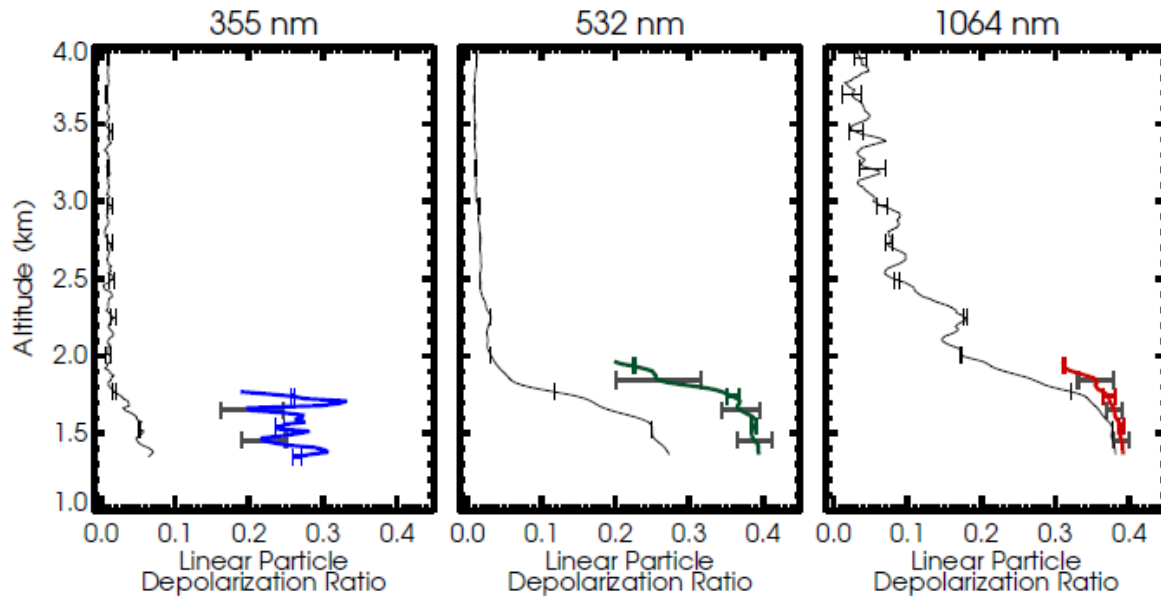 355 nm
532 nm
1064 nm
4.0
3.5
3.0
2.5
2.0
1.5
1.0
Altitude (km)
0.0 0.1 0.2 0.3 0.4
0.0 0.1 0.2 0.3 0.4
0.0 0.1 0.2 0.3 0.4
Linear Particle
Depolarization Ratio
Linear Particle
Depolarization Ratio
Linear Particle
Depolarization Ratio